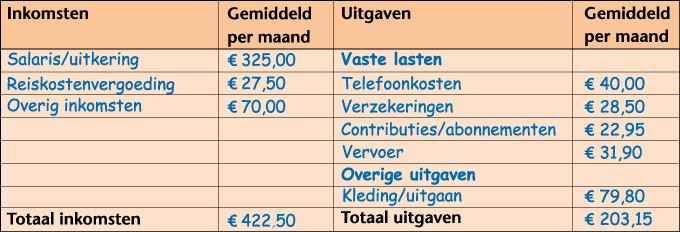 Inkomsten Gemiddeld per maand Uitgaven Gemiddeld per maand
Salaris/uitkering € 325,00 Vaste lasten
Reiskostenvergoeding € 27,50 Telefoonkosten € 40,00
Overig inkomsten € 70,00 Verzekeringen € 28,50
Contributies/abonnementen € 22,95
Vervoer € 31,90
Overige uitgaven
Kleding/uitgaan € 79,80
Totaal inkomsten € 422,50 Totaal uitgaven € 203,15